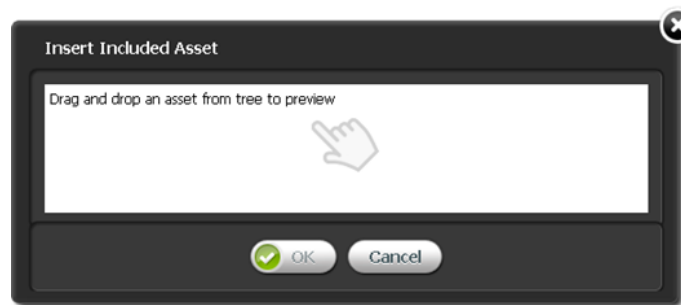 Insert Included Asset
Drag and drop an asset from tree to preview
OK
Cancel